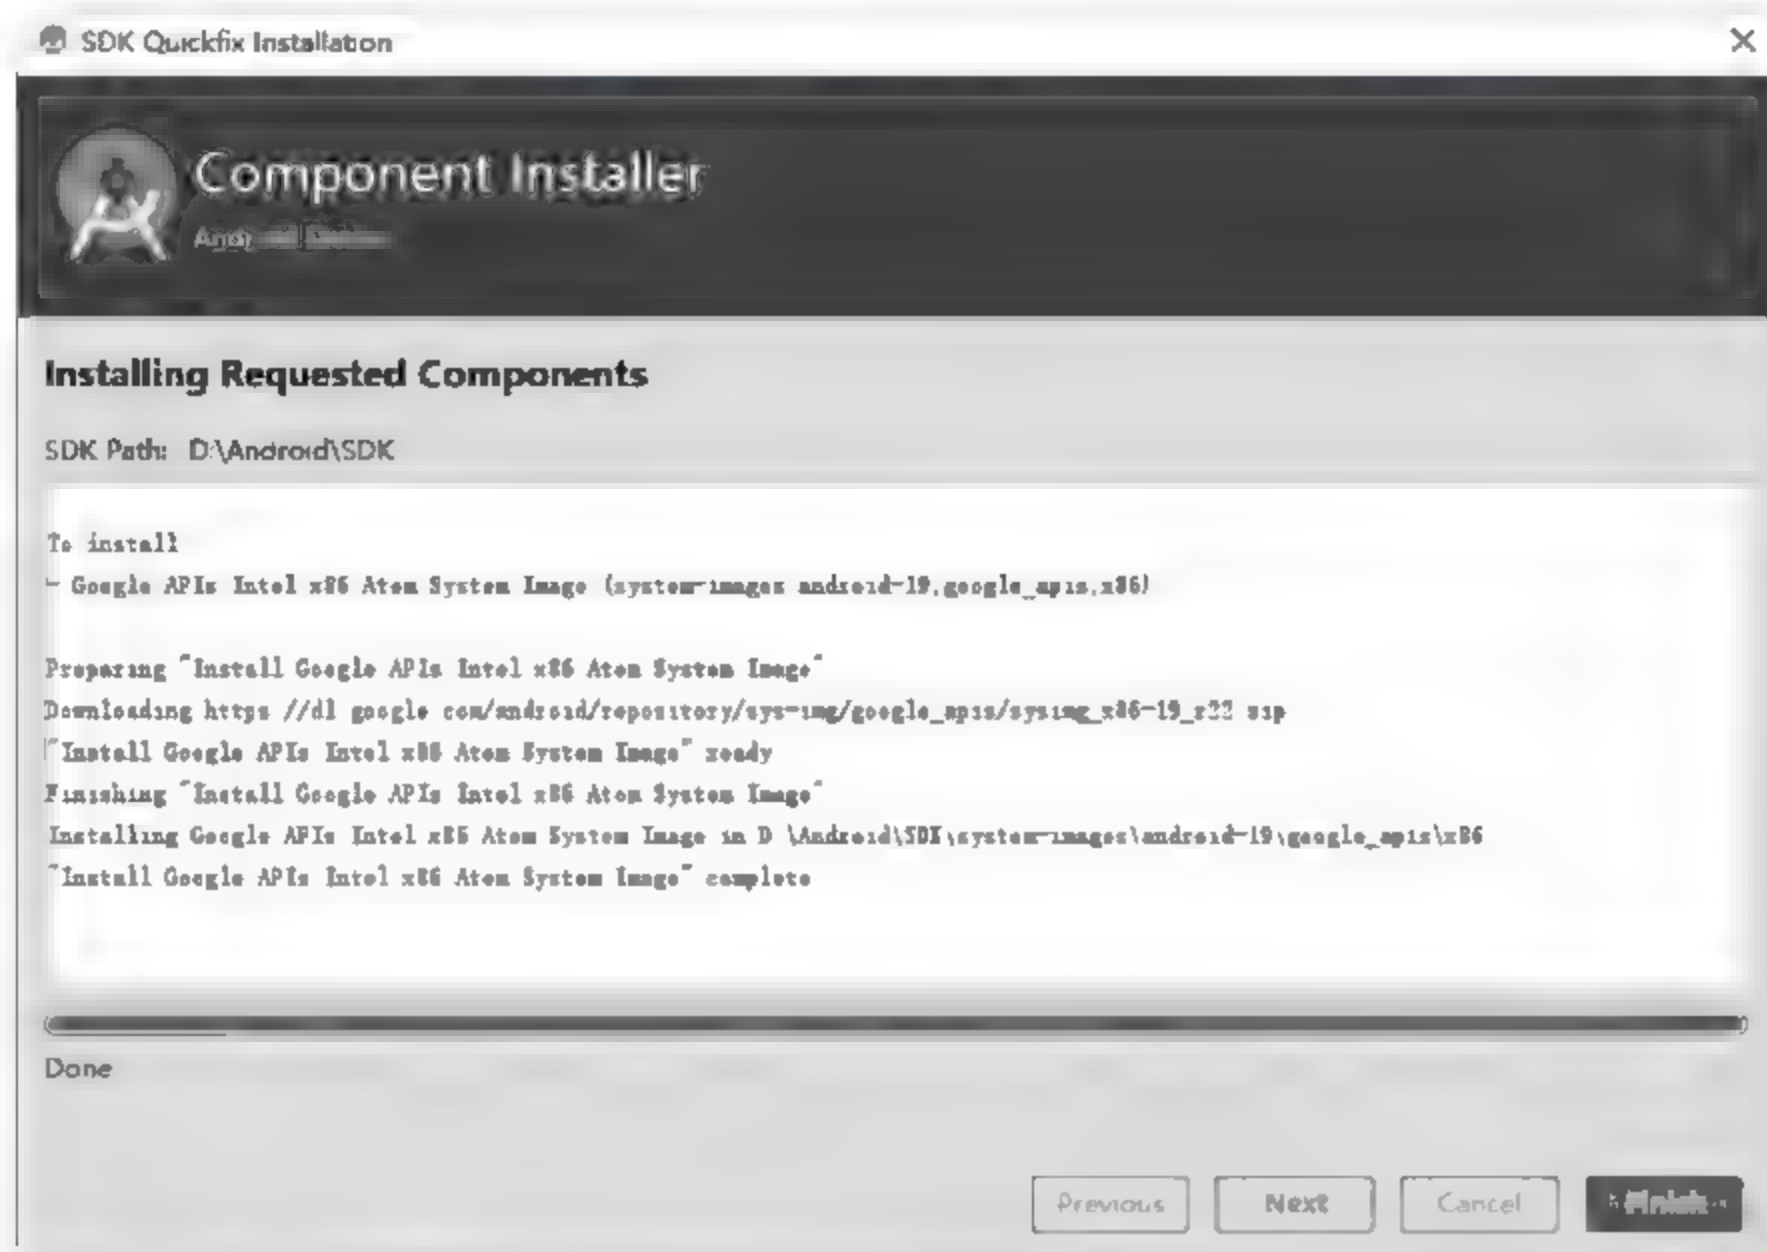 SDK Quickfix Installation
Component Installer
Installing Requested Components
SDK Path: D:\Android\SDK
To install
- Google APIs Intel x86 Atom System Image (system-images android-19,google_apis,x86)
Preparing "Install Google APIs Intel x86 Atom System Image"
Downloading https //dl google com/android/repository/sys-img/google_apis/sysimg_x86-19_r22 zip
"Install Google APIs Intel x86 Atom System Image" ready
Finishing "Install Google APIs Intel x86 Atom System Image"
Installing Google APIs Intel x86 Atom System Image in D \Android\SDK\system-images\android-19\google_apis\x86
"Install Google APIs Intel x86 Atom System Image" complete
Done
Previous
Next
Cancel
Finish